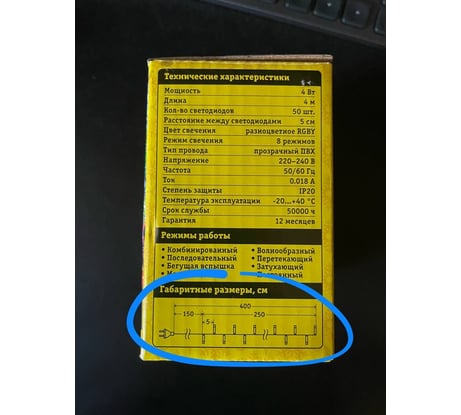 Технические характеристики
Мощность 4 Вт
Длина 4 м
Кол-во светодиодов 50 шт.
Расстояние между светодиодами 5 см
Цвет свечения разноцветное RGBY
Режим свечения 8 режимов
Тип провода прозрачный ПВХ
Напряжение 220-240 В
Частота 50/60 Гц
Ток 0.018 А
Степень защиты IP20
Температура эксплуатации -20...+40 °С
Срок службы 50000 ч
Гарантия 12 месяцев
Режимы работы
• Комбинированный • Волнообразный
• Последовательный • Перетекающий
• Бегущая вспышка • Затухающий
Габаритные размеры, см
400
150 5 250